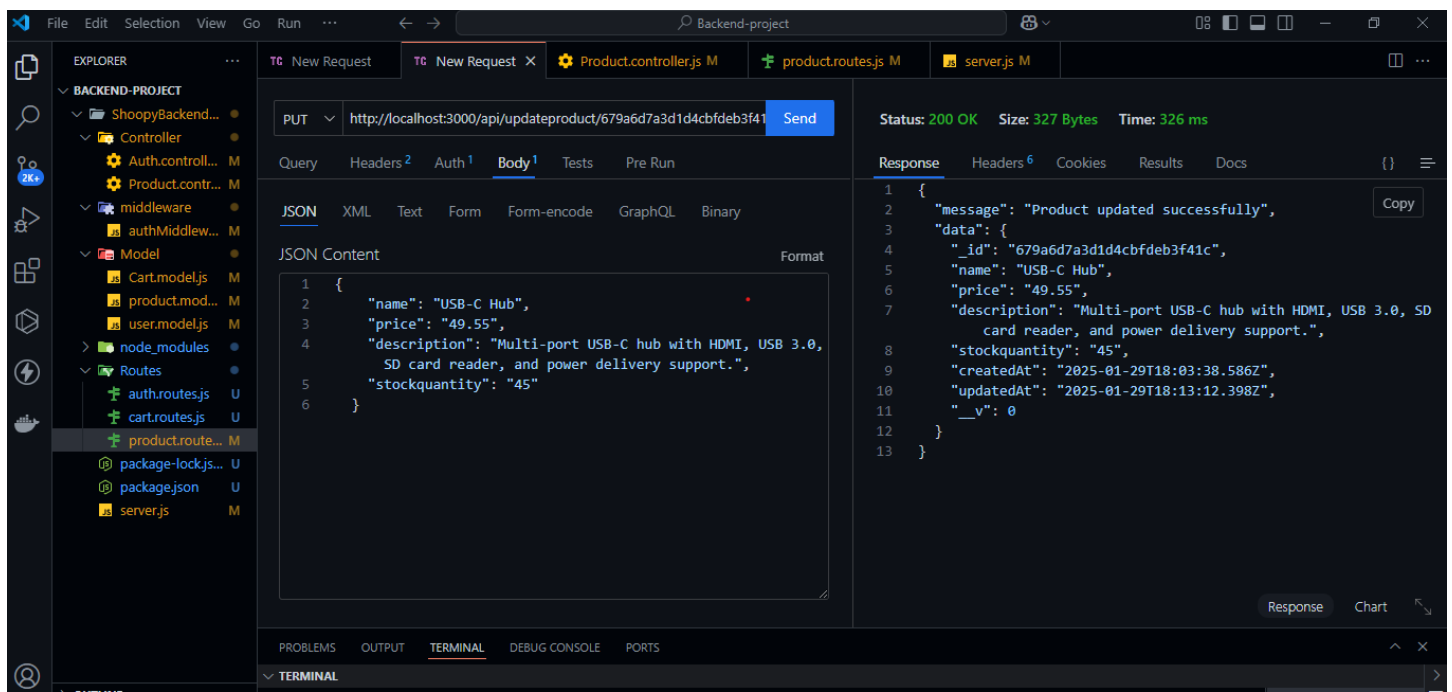 File Edit Selection View Go Run ··· Backend-project
EXPLORER ···
BACKEND-PROJECT
ShoopyBackend...
Controller
Auth.controll... M
Product.contr... M
middleware
authMiddlew... M
Model
Cart.model.js M
product.mod... M
user.model.js M
node_modules
Routes
auth.routes.js U
cart.routes.js U
product.route... M
package-lock.js... U
package.json U
server.js M
2K+
TC New Request TC New Request Product.controller.js M product.routes.js M JS server.js M
PUT http://localhost:3000/api/updateproduct/679a6d7a3d1d4cbfdeb3f41 Send
Query Headers 2 Auth 1 Body 1 Tests Pre Run
JSON XML Text Form Form-encode GraphQL Binary
JSON Content Format
1 {
2 "name": "USB-C Hub",
3 "price": "49.55",
4 "description": "Multi-port USB-C hub with HDMI, USB 3.0,
SD card reader, and power delivery support.",
5 "stockquantity": "45"
6 }
Status: 200 OK Size: 327 Bytes Time: 326 ms
Response Headers 6 Cookies Results Docs { }
Copy
1 {
2 "message": "Product updated successfully",
3 "data": {
4 "_id": "679a6d7a3d1d4cbfdeb3f41c",
5 "name": "USB-C Hub",
6 "price": "49.55",
7 "description": "Multi-port USB-C hub with HDMI, USB 3.0, SD
card reader, and power delivery support.",
8 "stockquantity": "45",
9 "createdAt": "2025-01-29T18:03:38.586Z",
10 "updatedAt": "2025-01-29T18:13:12.398Z",
11 "__v": 0
12 }
13 }
Response Chart
PROBLEMS OUTPUT TERMINAL DEBUG CONSOLE PORTS
TERMINAL